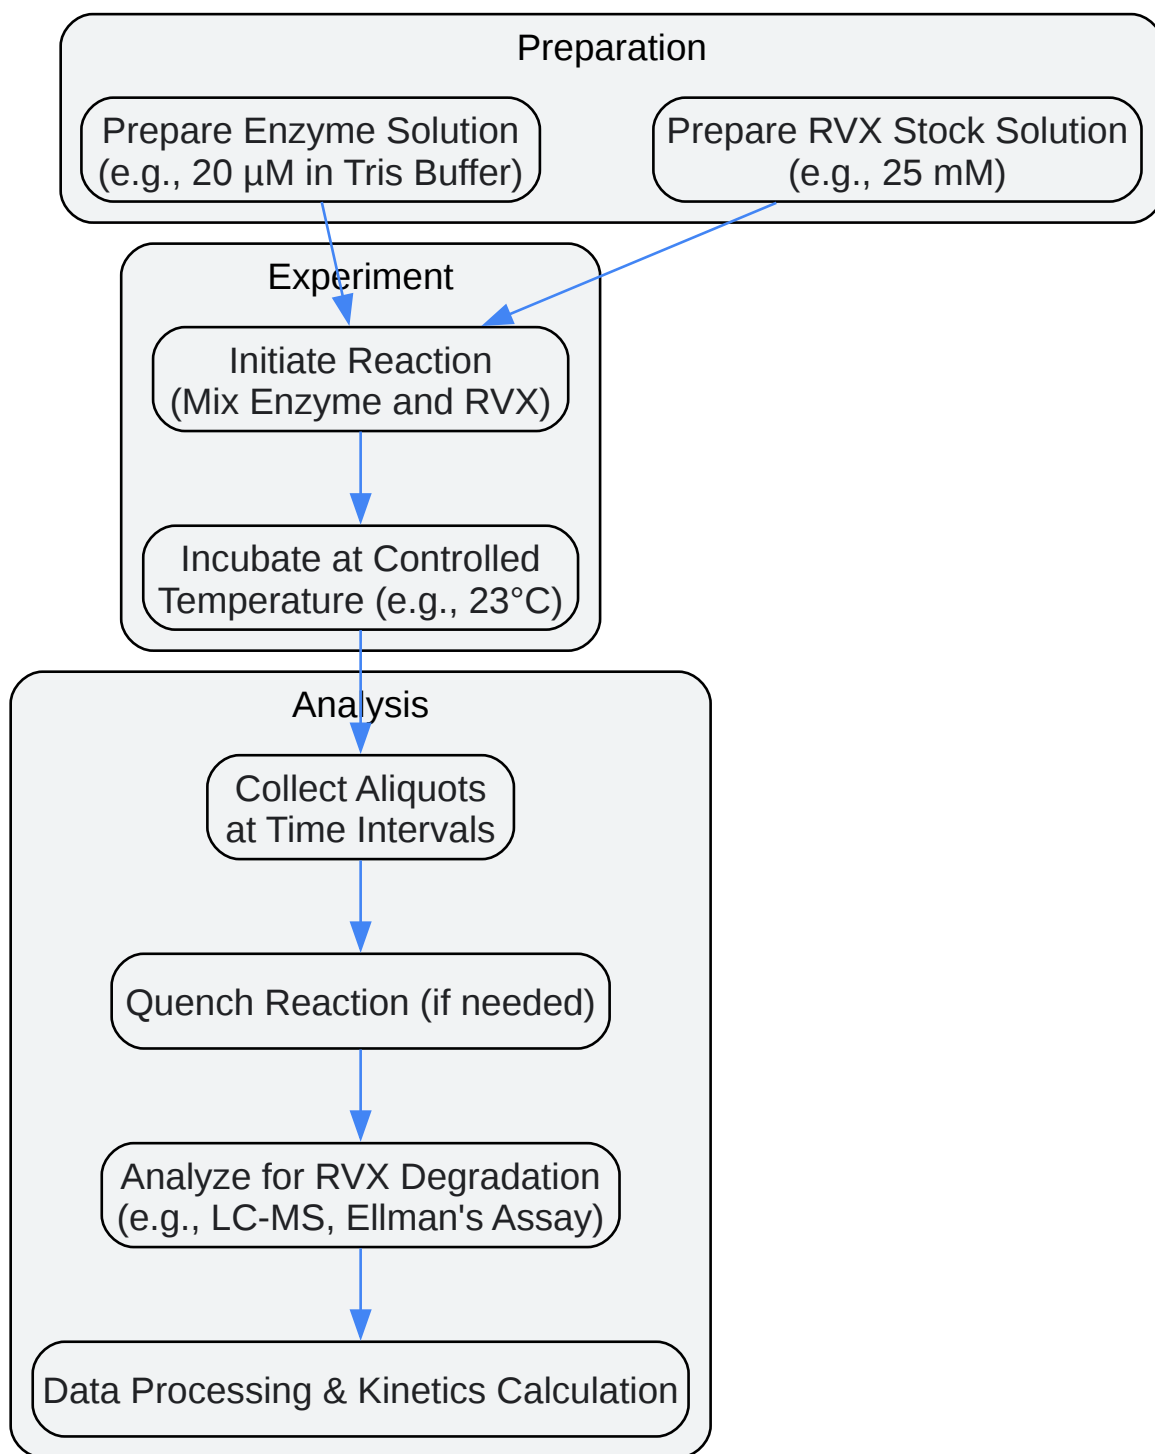 Preparation
Prepare Enzyme Solution
(e.g., 20 µM in Tris Buffer)
Prepare RVX Stock Solution
(e.g., 25 mM)
Experiment
Initiate Reaction
(Mix Enzyme and RVX)
Incubate at Controlled
Temperature (e.g., 23°C)
Analysis
Collect Aliquots
at Time Intervals
Quench Reaction (if needed)
Analyze for RVX Degradation
(e.g., LC-MS, Ellman's Assay)
Data Processing & Kinetics Calculation